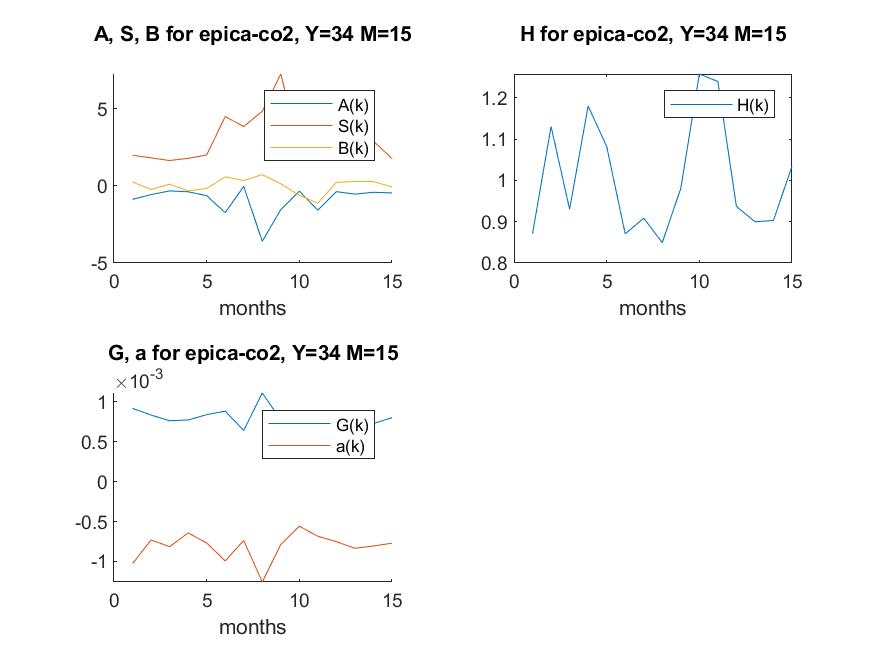 A, S, B for epica-co2, Y=34 M=15
5
0
-5
0
5
10
15
months
A(k)
S(k)
B(k)
H for epica-co2, Y=34 M=15
1.2
1.1
1
0.9
0.8
0
5
10
15
months
H(k)
G, a for epica-co2, Y=34 M=15
×10-3
1
0.5
0
-0.5
-1
0
5
10
15
months
G(k)
a(k)